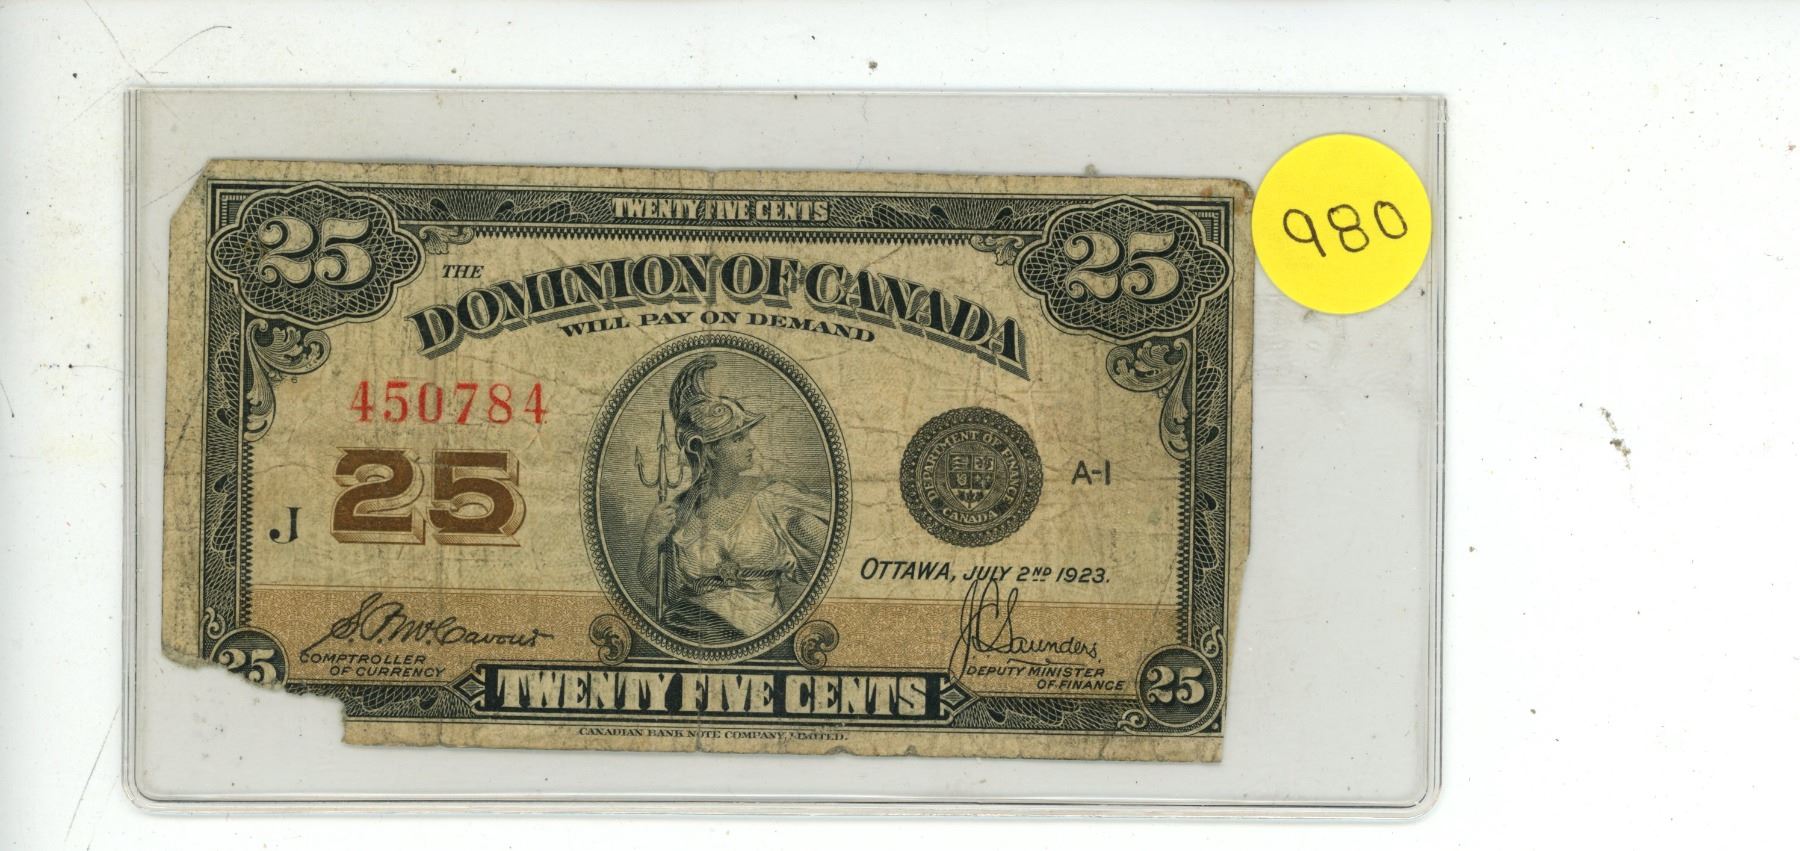 TWENTY FIVE CENTS
25 25
THE
DOMINION OF CANADA
WILL PAY ON DEMAND
980
450784
25
J
DEPARTMENT OF FINANCE
CANADA
A-1
OTTAWA, JULY 2ND 1923.
J.C. Saunders
DEPUTY MINISTER
OF FINANCE
COMPTROLLER
OF CURRENCY
25 TWENTY FIVE CENTS 25
CANADIAN BANK NOTE COMPANY, LIMITED.